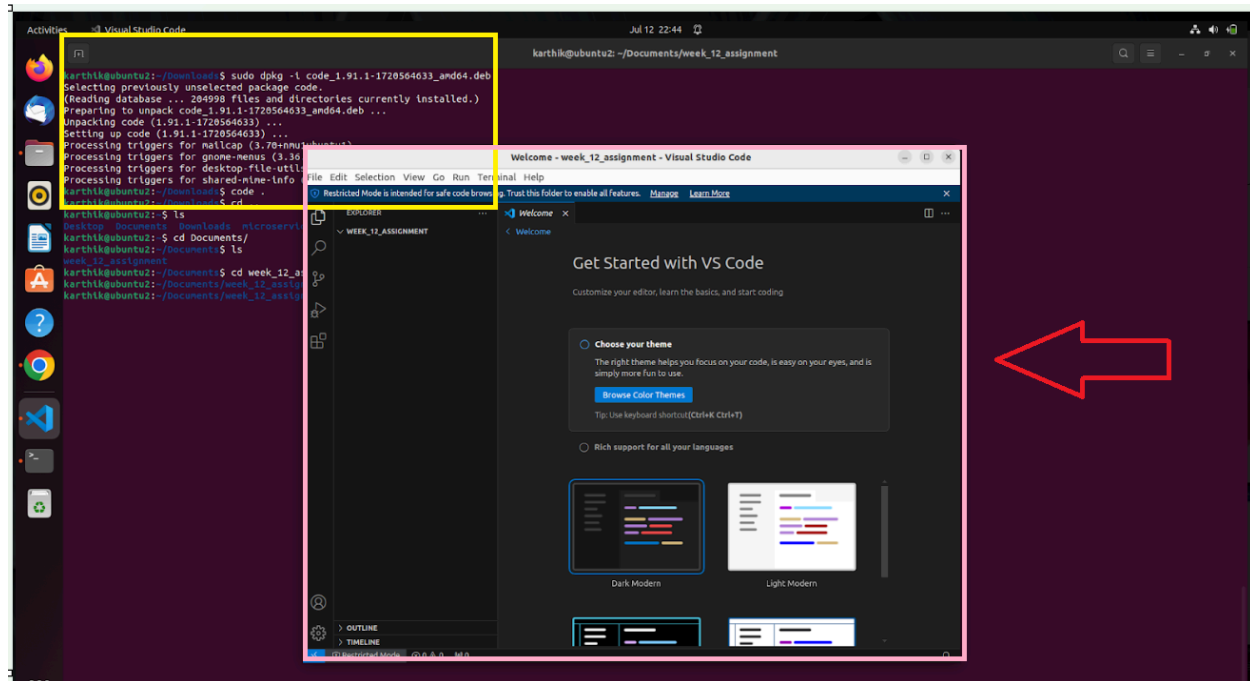 Activities Visual Studio Code Jul 12 22:44
karthik@ubuntu2: ~/Documents/week_12_assignment
karthik@ubuntu2:~/Downloads$ sudo dpkg -i code_1.91.1-1720564633_amd64.deb
Selecting previously unselected package code.
(Reading database ... 204998 files and directories currently installed.)
Preparing to unpack code_1.91.1-1720564633_amd64.deb ...
Unpacking code (1.91.1-1720564633) ...
Setting up code (1.91.1-1720564633) ...
Processing triggers for mailcap (3.70+nmu1ubuntu1)
Processing triggers for gnome-menus (3.36
Processing triggers for desktop-file-utils
Processing triggers for shared-mime-info
karthik@ubuntu2:~/Downloads$ code .
karthik@ubuntu2:~/Downloads$ cd ..
karthik@ubuntu2:~$ ls
Desktop Documents Downloads microservi
karthik@ubuntu2:~$ cd Documents/
karthik@ubuntu2:~/Documents$ ls
week_12_assignment
karthik@ubuntu2:~/Documents$ cd week_12_as
karthik@ubuntu2:~/Documents/week_12_assig
karthik@ubuntu2:~/Documents/week_12_assig
Welcome - week_12_assignment - Visual Studio Code
File Edit Selection View Go Run Terminal Help
Restricted Mode is intended for safe code browsing. Trust this folder to enable all features. Manage Learn More
EXPLORER
WEEK_12_ASSIGNMENT
OUTLINE
TIMELINE
Welcome
Welcome
Get Started with VS Code
Customize your editor, learn the basics, and start coding
Choose your theme
The right theme helps you focus on your code, is easy on your eyes, and is
simply more fun to use.
Browse Color Themes
Tip: Use keyboard shortcut(Ctrl+K Ctrl+T)
Rich support for all your languages
Dark Modern Light Modern
Restricted Mode 0 0 0